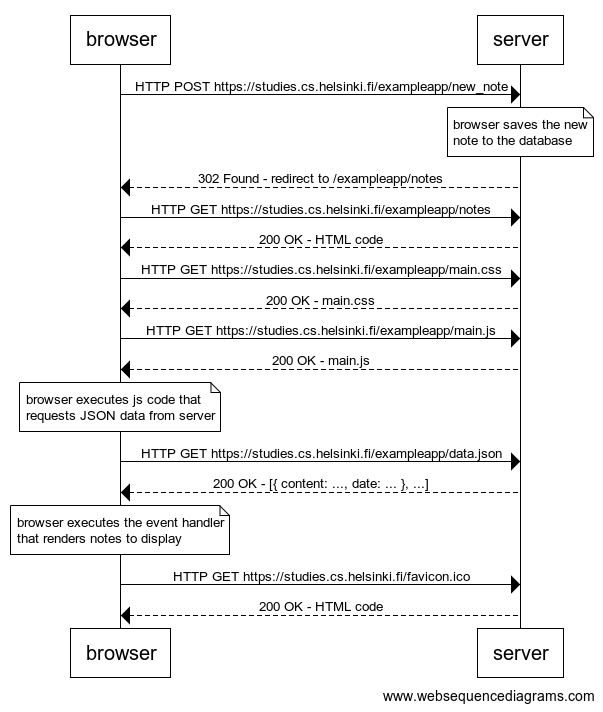 browser
server
HTTP POST https://studies.cs.helsinki.fi/exampleapp/new_note
browser saves the new
note to the database
302 Found - redirect to /exampleapp/notes
HTTP GET https://studies.cs.helsinki.fi/exampleapp/notes
200 OK - HTML code
HTTP GET https://studies.cs.helsinki.fi/exampleapp/main.css
200 OK - main.css
HTTP GET https://studies.cs.helsinki.fi/exampleapp/main.js
200 OK - main.js
browser executes js code that
requests JSON data from server
HTTP GET https://studies.cs.helsinki.fi/exampleapp/data.json
200 OK - [{ content: ..., date: ... }, ...]
browser executes the event handler
that renders notes to display
HTTP GET https://studies.cs.helsinki.fi/favicon.ico
200 OK - HTML code
browser
server
www.websequencediagrams.com